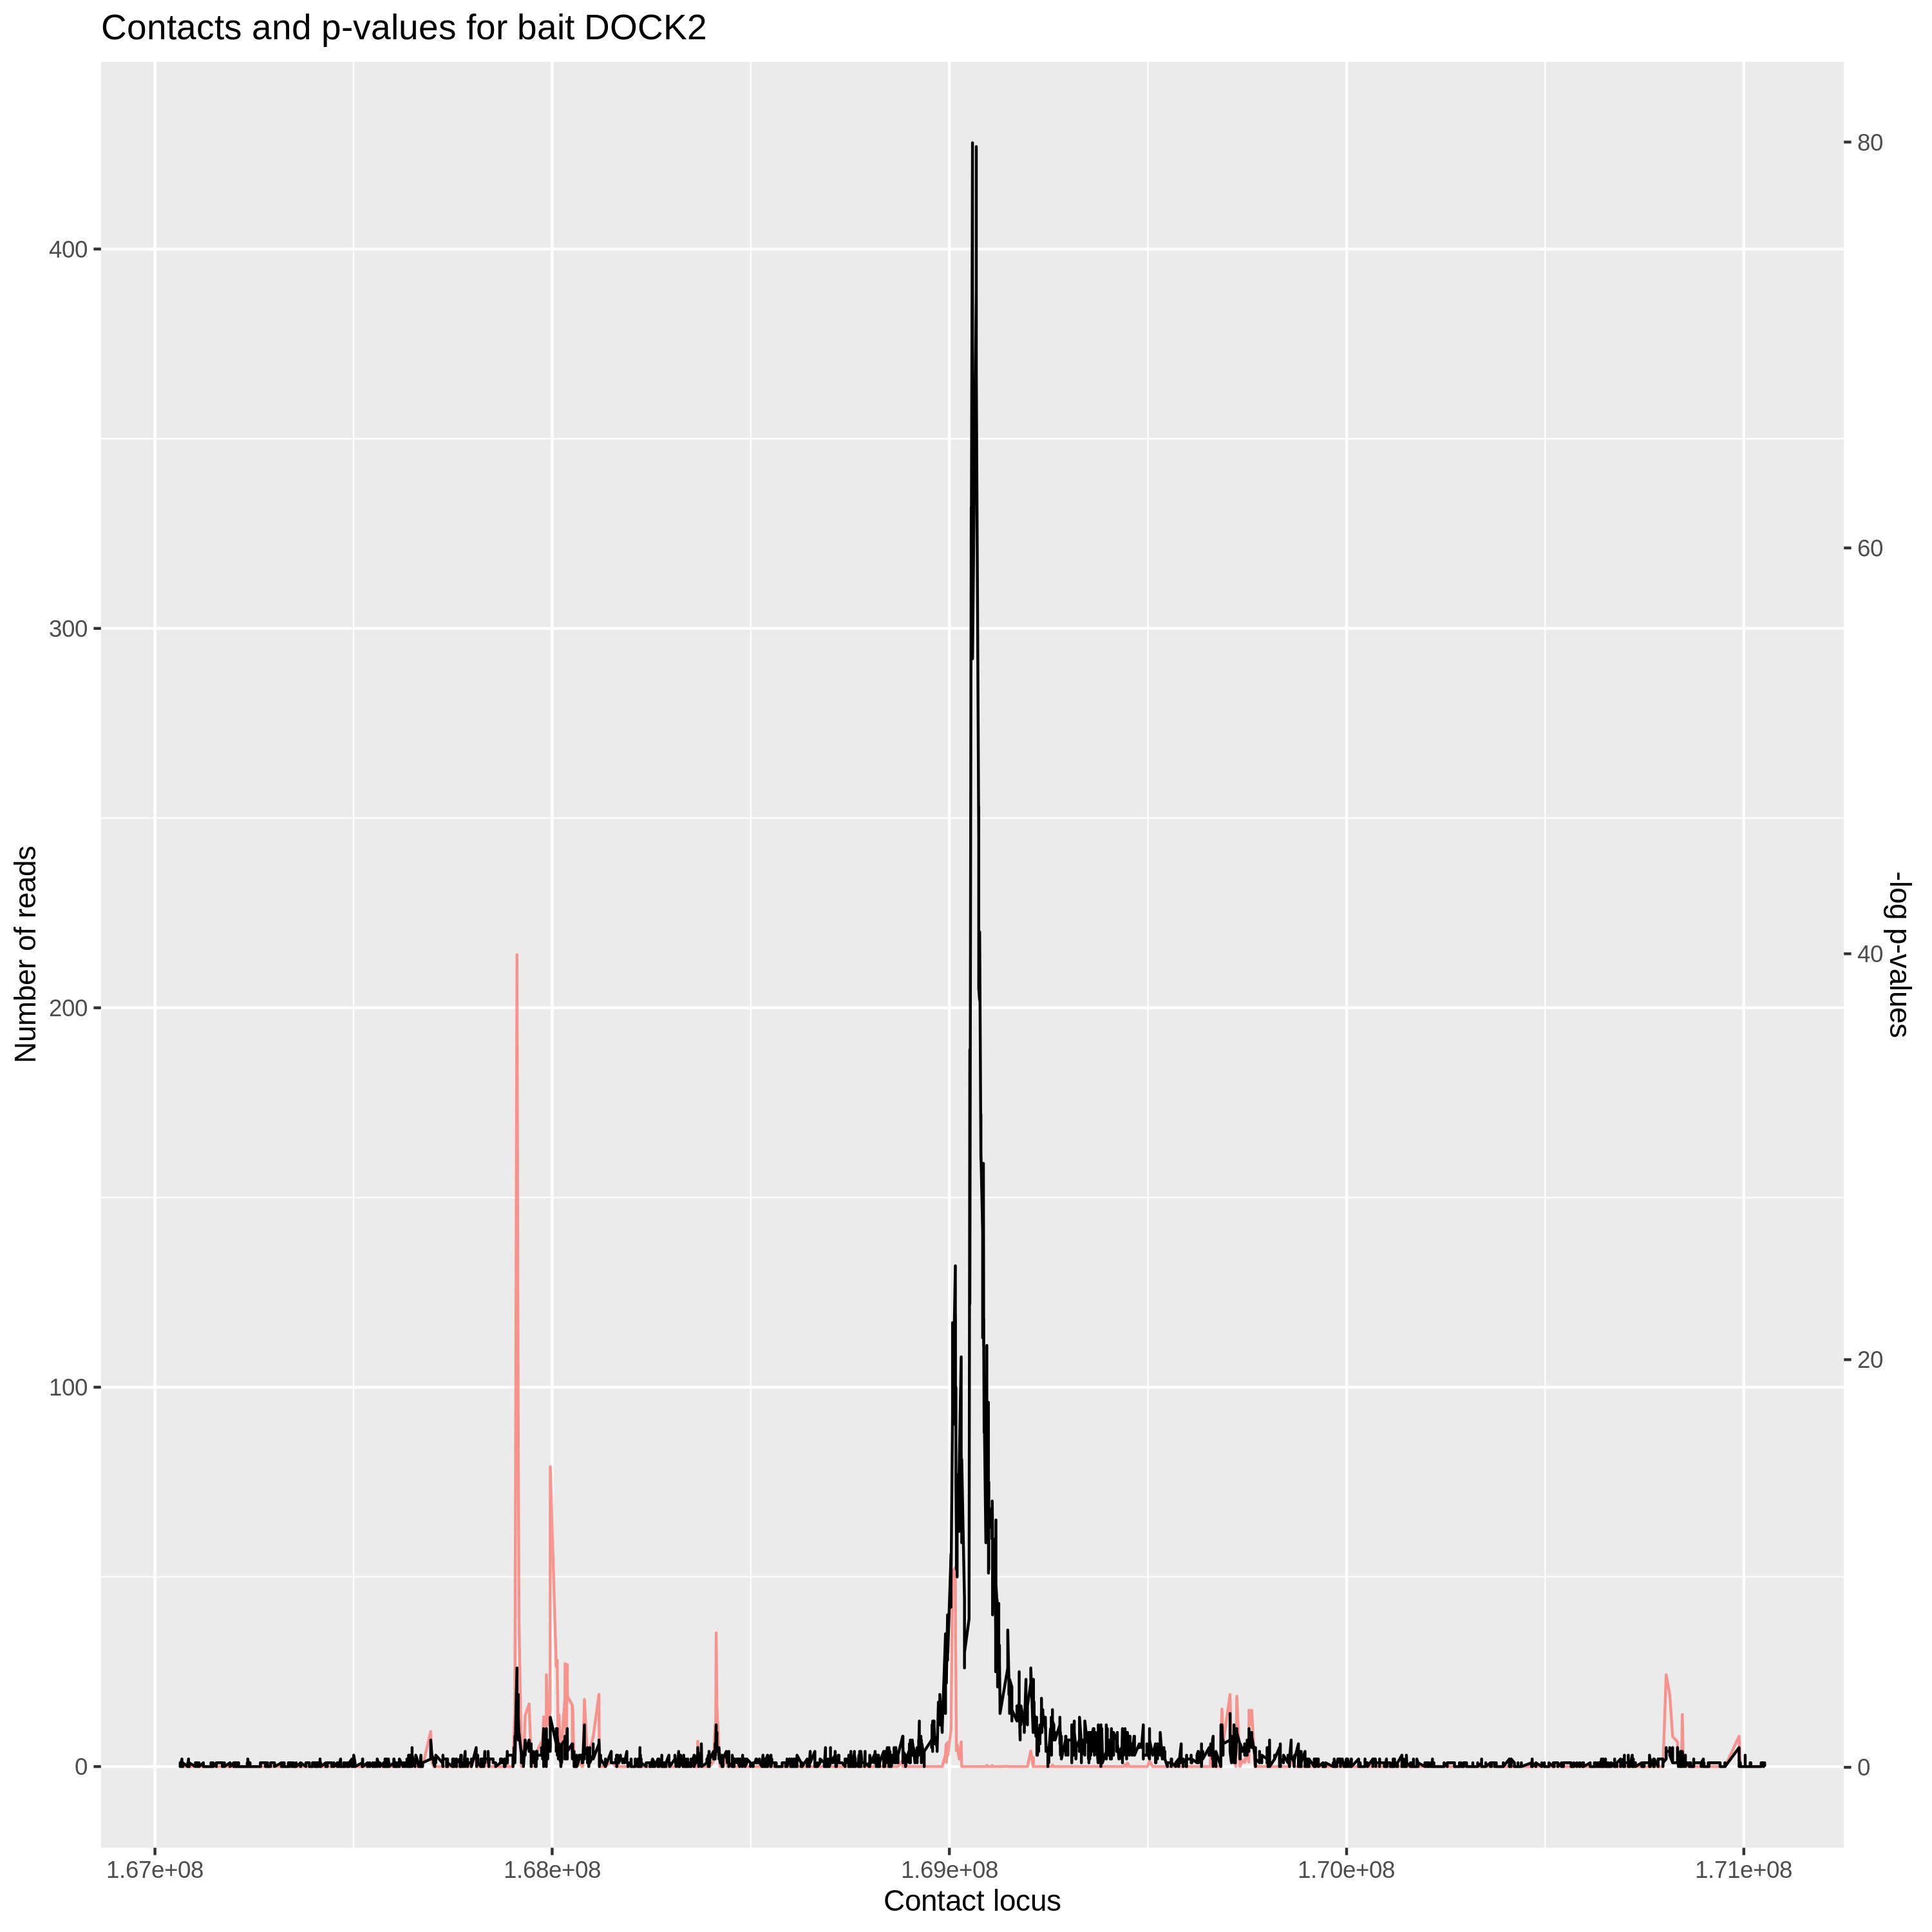 Contacts and p-values for bait DOCK2
Number of reads
400
300
200
100
0
80
60
40
20
0
-log p-values
1.67e+08
1.68e+08
1.69e+08
1.70e+08
1.71e+08
Contact locus